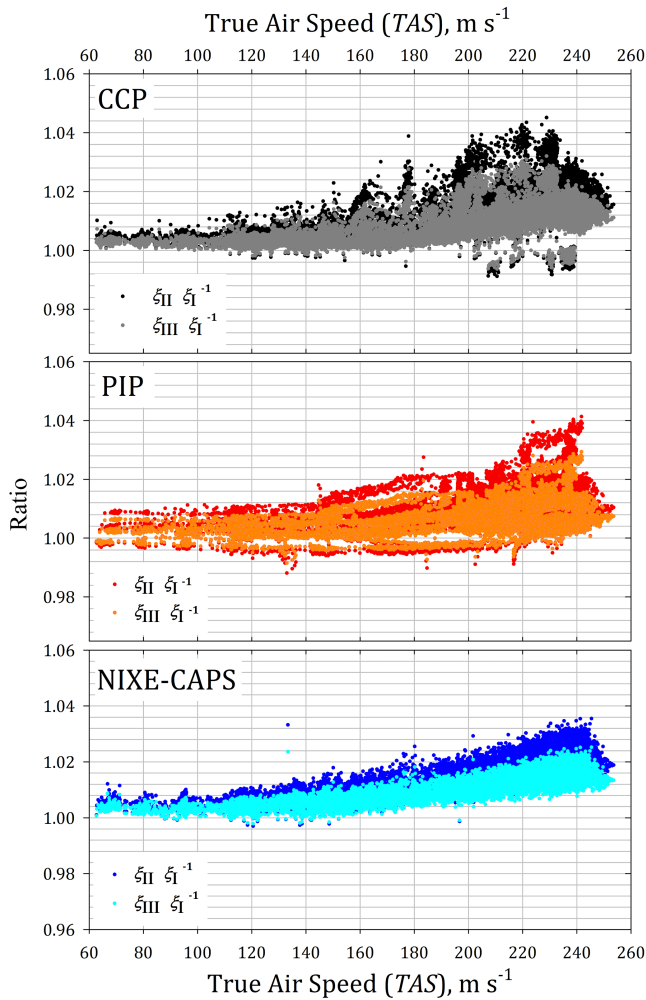 True Air Speed (TAS), m s⁻¹
60 80 100 120 140 160 180 200 220 240 260
1.06
CCP
1.04
1.02
1.00
0.98
ξII ξI⁻¹
ξIII ξI⁻¹
1.06
PIP
1.04
1.02
Ratio
1.00
0.98
ξII ξI⁻¹
ξIII ξI⁻¹
1.06
NIXE-CAPS
1.04
1.02
1.00
0.98
ξII ξI⁻¹
ξIII ξI⁻¹
0.96
60 80 100 120 140 160 180 200 220 240 260
True Air Speed (TAS), m s⁻¹